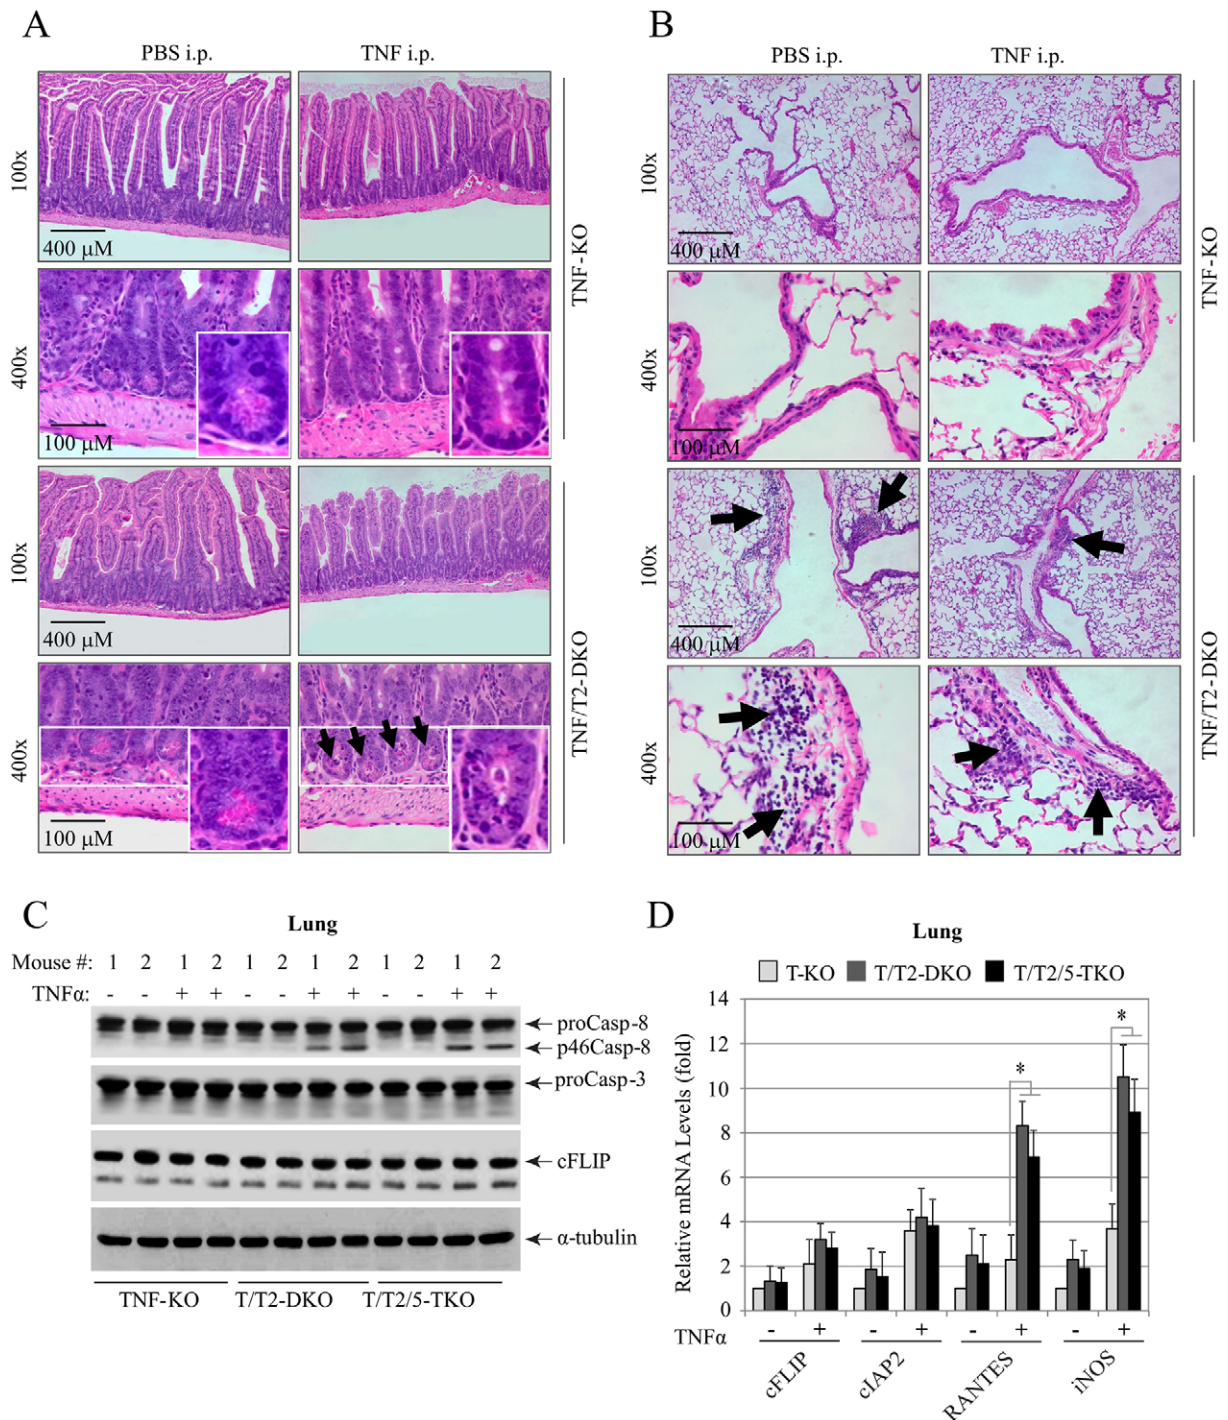 A
PBS i.p.
TNF i.p.
100x
400 µM
400x
100 µM
TNF-KO
100x
400 µM
400x
100 µM
TNF/T2-DKO
B
PBS i.p.
TNF i.p.
100x
400 µM
400x
100 µM
TNF-KO
100x
400 µM
400x
100 µM
TNF/T2-DKO
C
Lung
Mouse #: 1 2 1 2 1 2 1 2 1 2 1 2
TNFα: - - + + - - + + - - + +
proCasp-8
p46Casp-8
proCasp-3
cFLIP
α-tubulin
TNF-KO T/T2-DKO T/T2/5-TKO
D
Lung
T-KO T/T2-DKO T/T2/5-TKO
Relative mRNA Levels (fold)
14
12
10
8
6
4
2
0
* *
TNFα - + - + - + - +
cFLIP cIAP2 RANTES iNOS